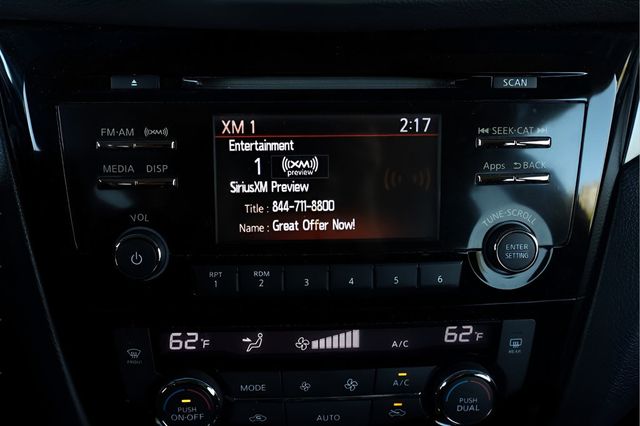 SCAN
XM 1 2:17
FM·AM ((XM))
SEEK·CAT
Entertainment
1 ((XM)) preview
MEDIA DISP
Apps BACK
SiriusXM Preview
Title : 844-711-8800
Name : Great Offer Now!
VOL
TUNE·SCROLL
ENTER
SETTING
RPT RDM
1 2 3 4 5 6
62°F A/C 62°F
FRONT
REAR
MODE A/C
PUSH
ON·OFF
PUSH
DUAL
AUTO